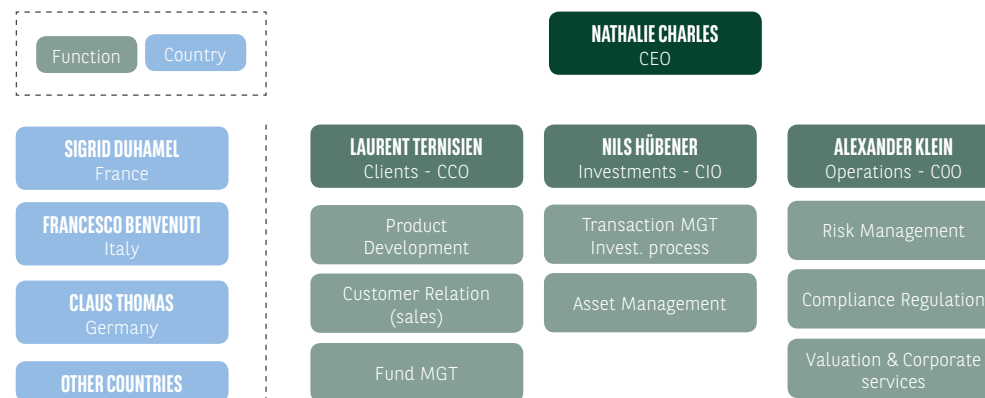 Function
Country
NATHALIE CHARLES
CEO
SIGRID DUHAMEL
France
FRANCESCO BENVENUTI
Italy
CLAUS THOMAS
Germany
OTHER COUNTRIES
LAURENT TERNISIEN
Clients - CCO
Product
Development
Customer Relation
(sales)
Fund MGT
NILS HÜBENER
Investments - CIO
Transaction MGT
Invest. process
Asset Management
ALEXANDER KLEIN
Operations - COO
Risk Management
Compliance Regulation
Valuation & Corporate
services